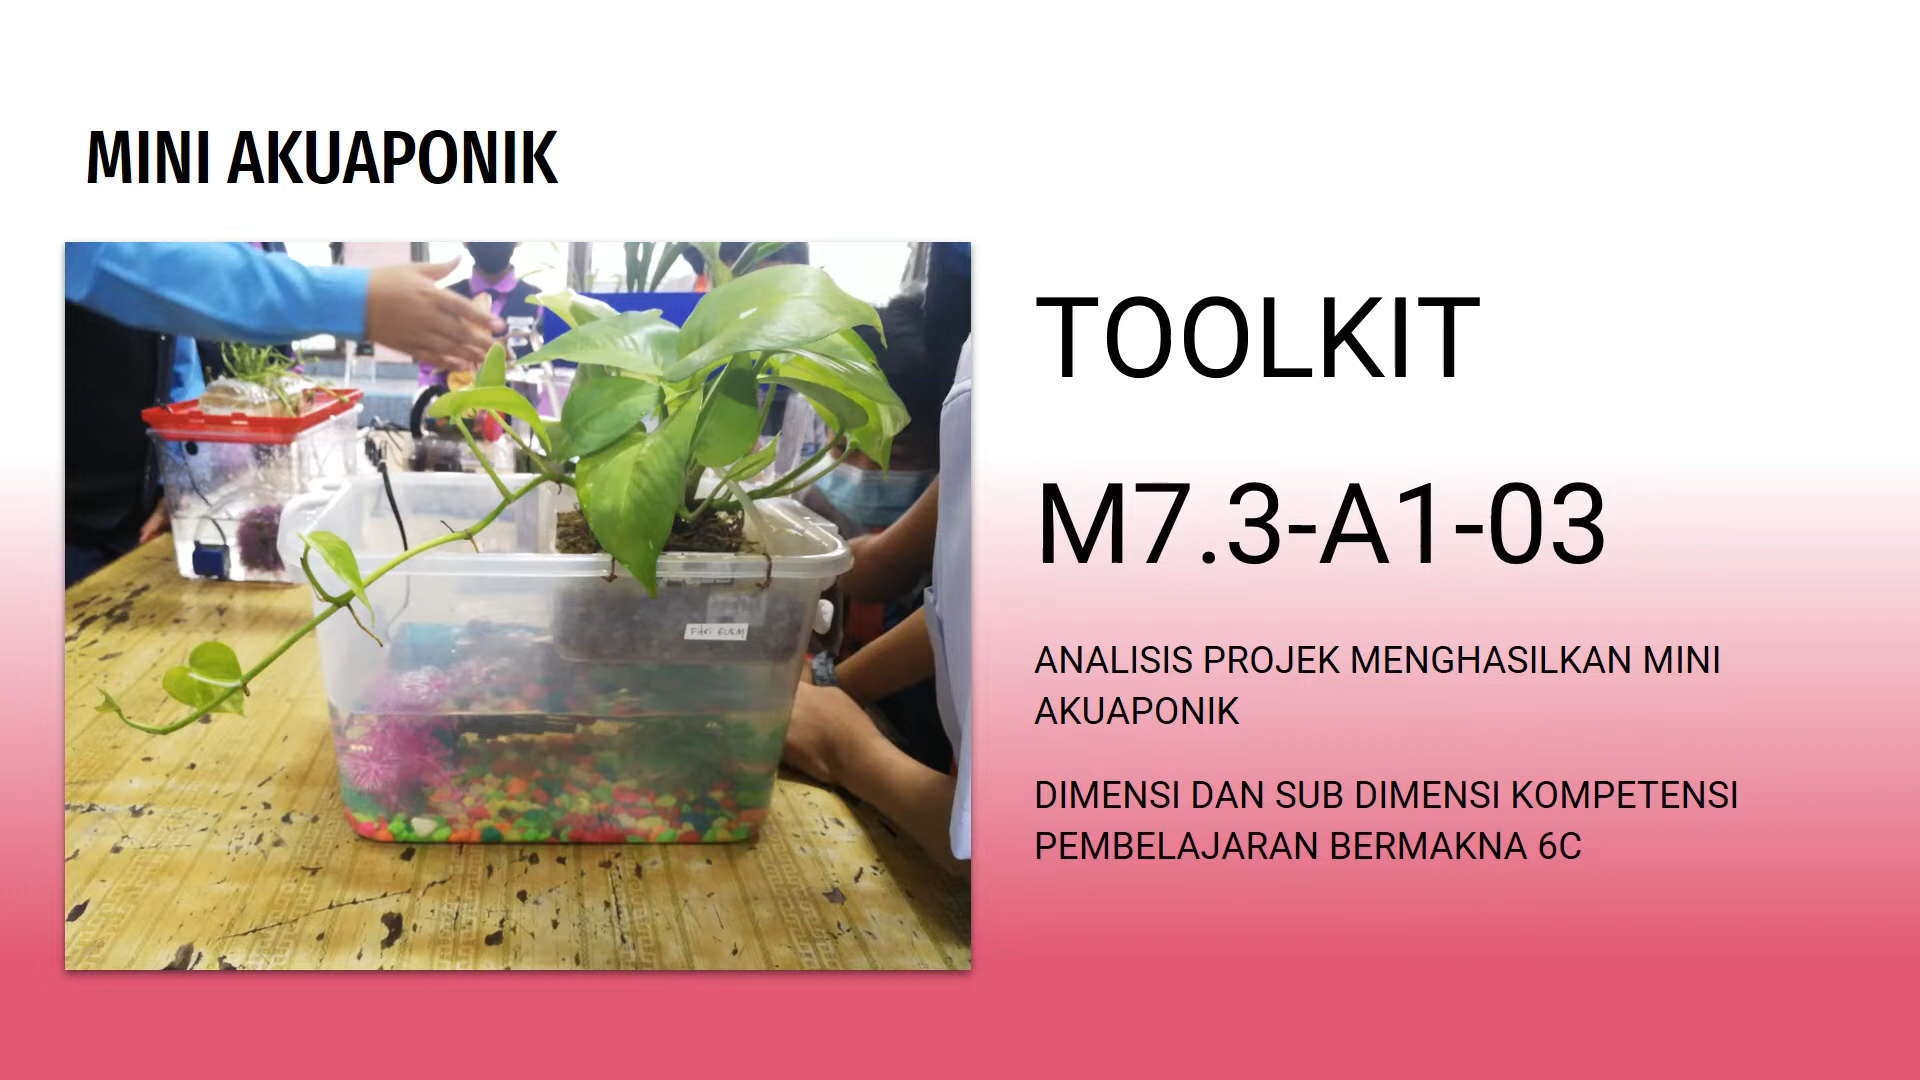 MINI AKUAPONIK
TOOLKIT
M7.3-A1-03
ANALISIS PROJEK MENGHASILKAN MINI
AKUAPONIK
DIMENSI DAN SUB DIMENSI KOMPETENSI
PEMBELAJARAN BERMAKNA 6C